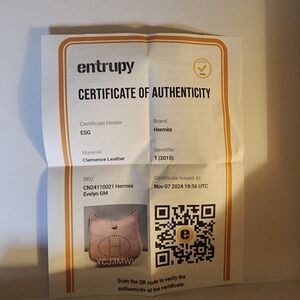 entrupy
CERTIFICATE OF AUTHENTICITY
Certificate Holder
ESG
Brand
Hermès
Material
Clemence Leather
Identifier
T (2015)
SKU
CN24110021 Hermes
Evelyn GM
Certificate Issued At
Nov 07 2024 19:56 UTC
XCJ3MWM
e
Scan the QR code to verify the
authenticity of the certificate.